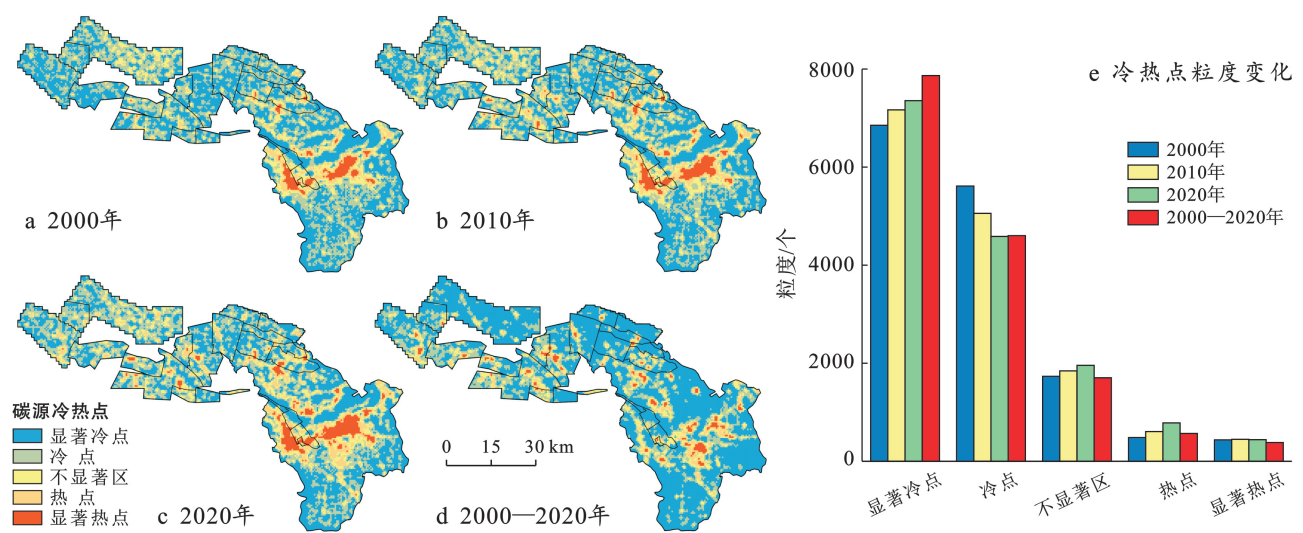 a 2000年
b 2010年
c 2020年
d 2000—2020年
碳源冷热点
显著冷点
冷 点
不显著区
热 点
显著热点
0 15 30 km
e 冷热点粒度变化
2000年
2010年
2020年
2000—2020年
粒度/个
8000
6000
4000
2000
0
显著冷点
冷点
不显著区
热点
显著热点